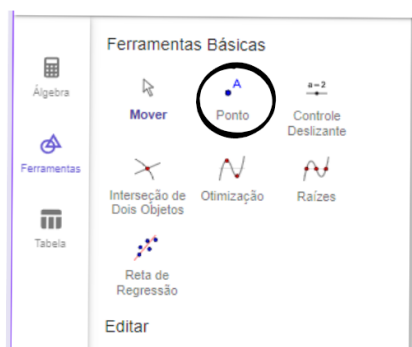 Ferramentas Básicas
Álgebra
Mover
A
Ponto
a=2
Controle
Deslizante
Ferramentas
Interseção de
Dois Objetos
Otimização
Raízes
Tabela
Reta de
Regressão
Editar